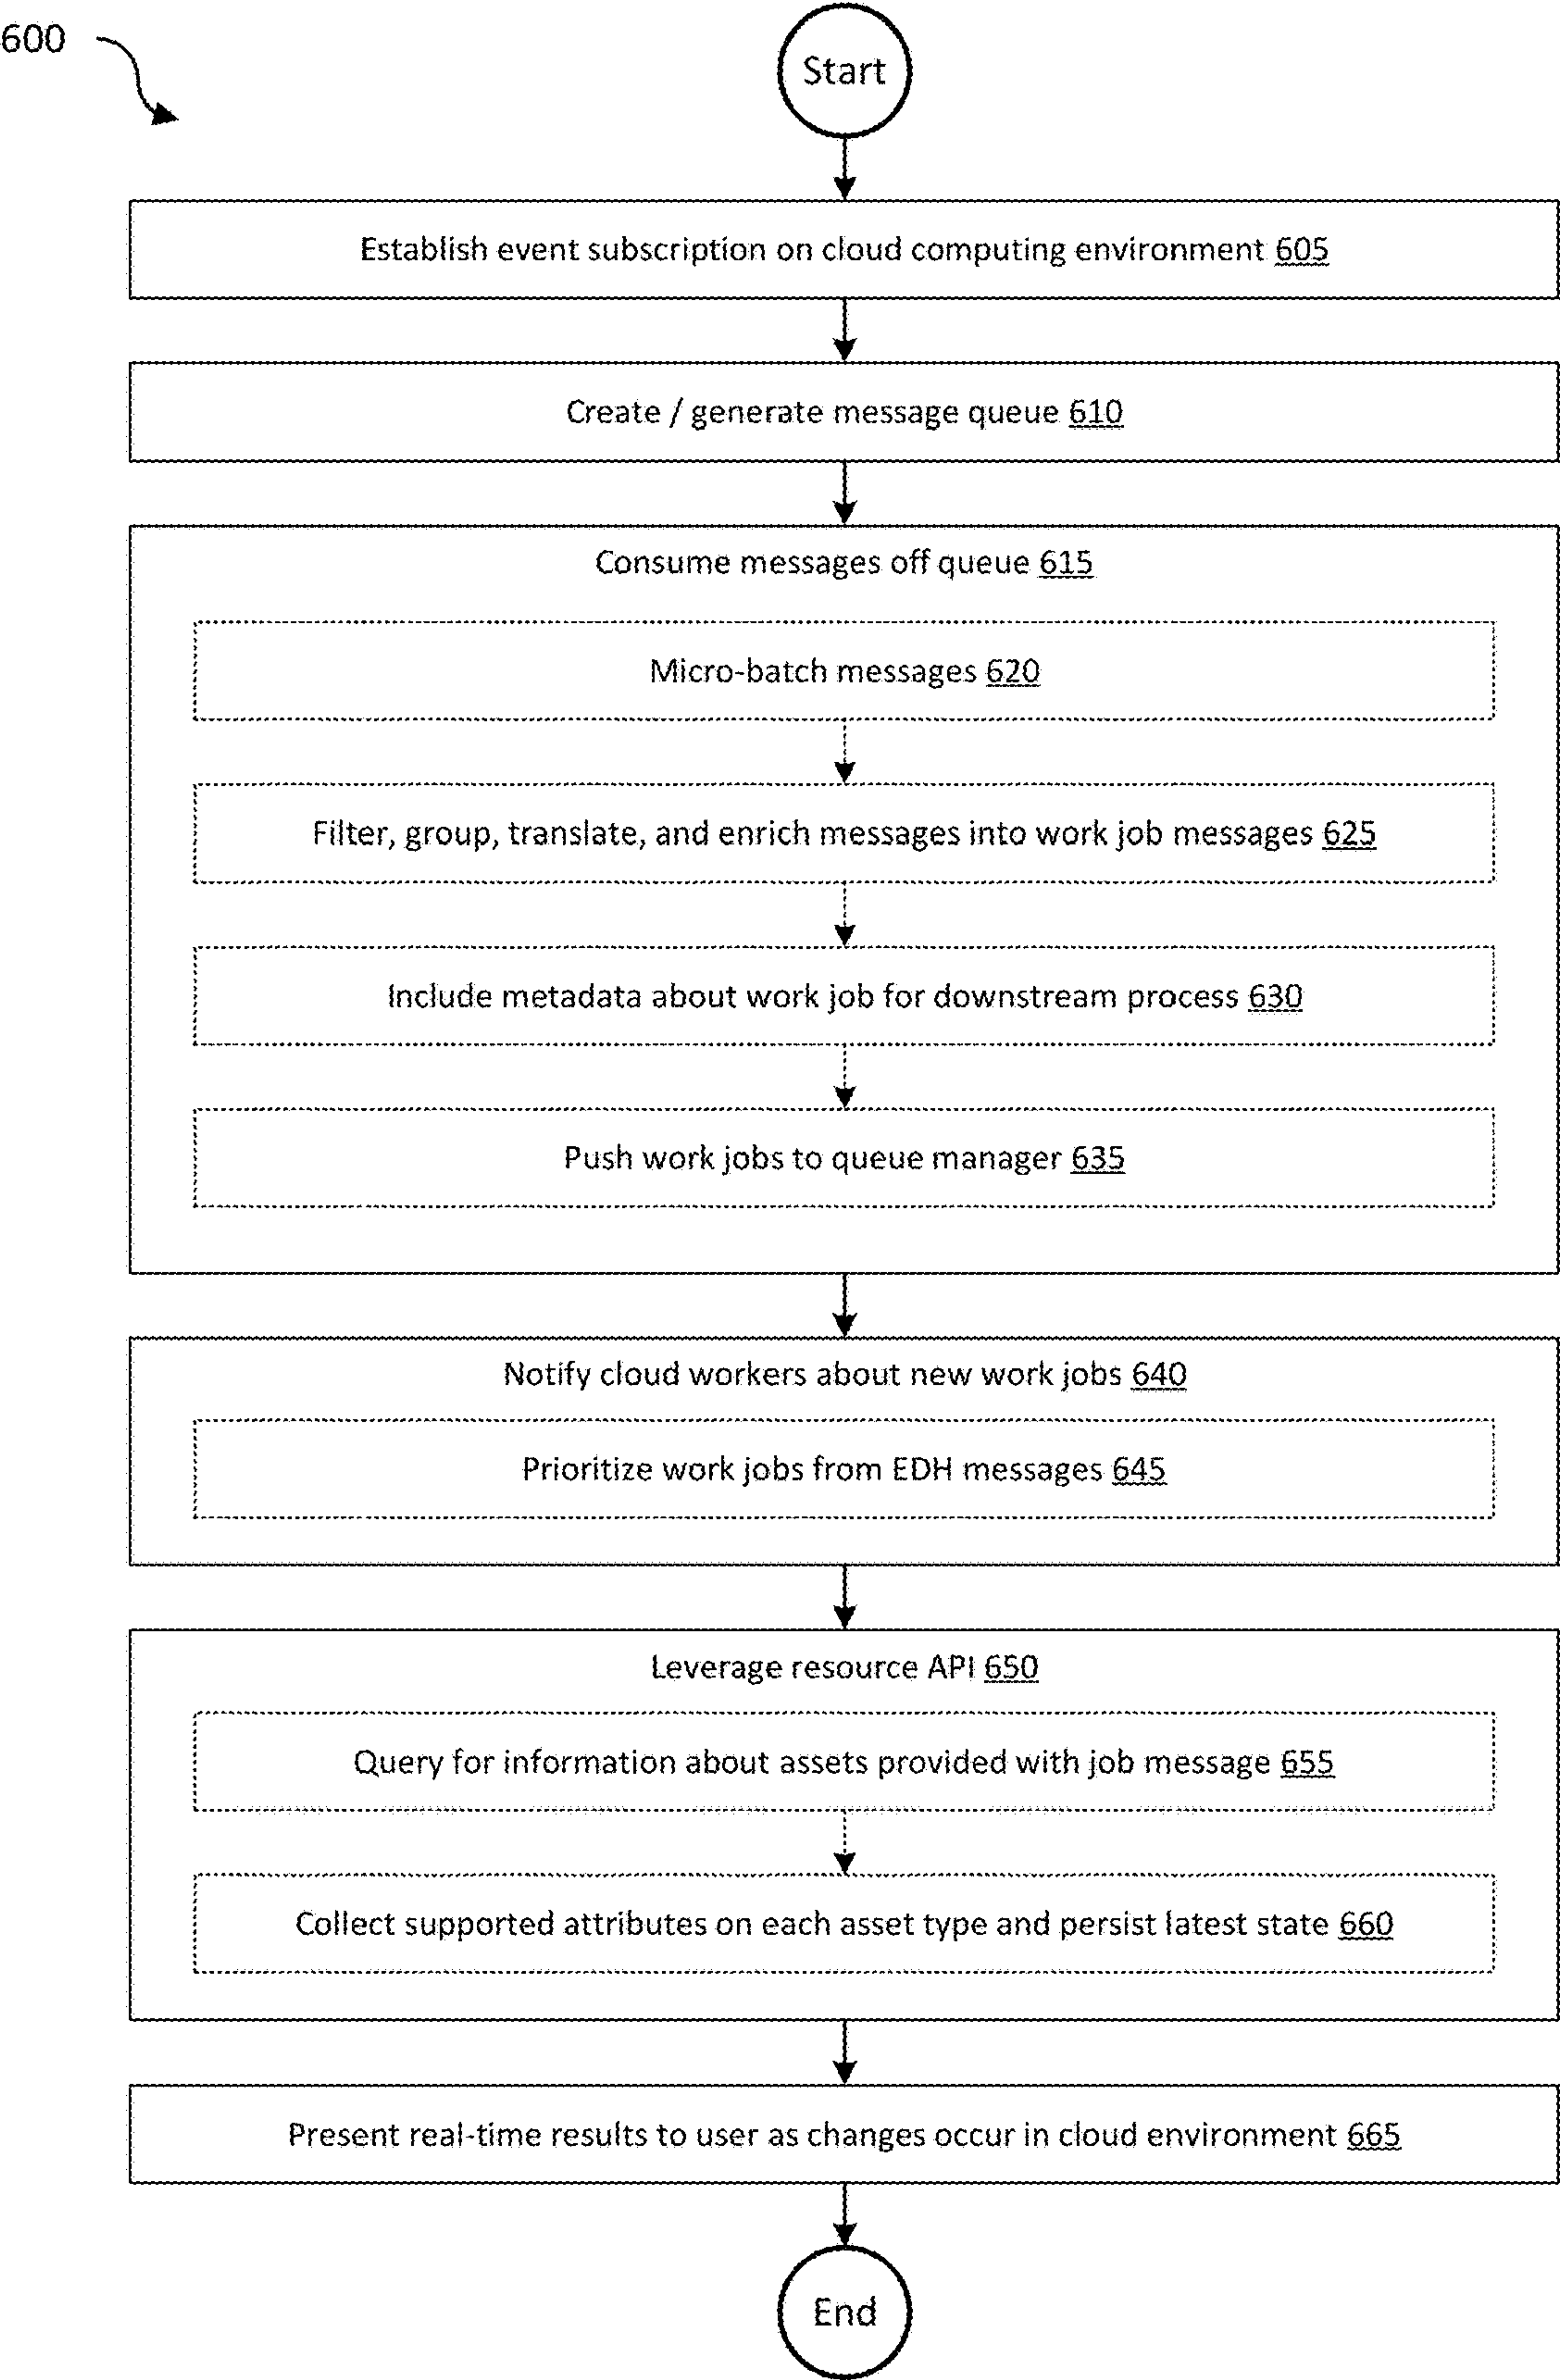 600
Start
Establish event subscription on cloud computing environment 605
Create / generate message queue 610
Consume messages off queue 615
Micro-batch messages 620
Filter, group, translate, and enrich messages into work job messages 625
Include metadata about work job for downstream process 630
Push work jobs to queue manager 635
Notify cloud workers about new work jobs 640
Prioritize work jobs from EDH messages 645
Leverage resource API 650
Query for information about assets provided with job message 655
Collect supported attributes on each asset type and persist latest state 660
Present real-time results to user as changes occur in cloud environment 665
End